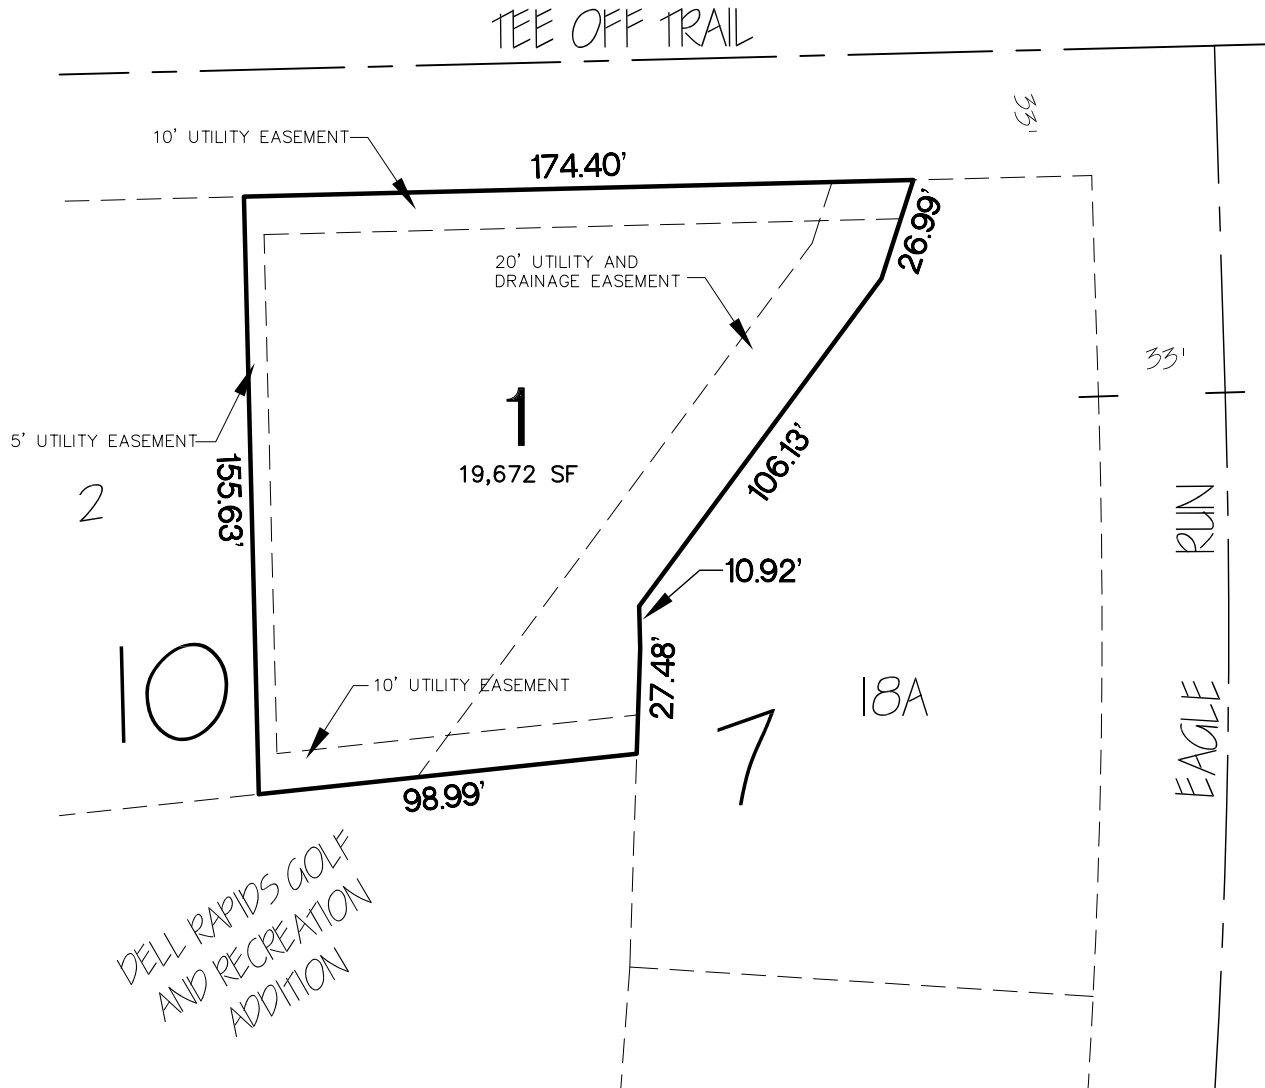 TEE OFF TRAIL
33'
10' UTILITY EASEMENT
174.40'
26.99'
20' UTILITY AND
DRAINAGE EASEMENT
33'
1
19,672 SF
5' UTILITY EASEMENT
155.63'
106.13'
2
10.92'
EAGLE RUN
27.48'
10' UTILITY EASEMENT
10
18A
7
98.99'
DELL RAPIDS GOLF
AND RECREATION
ADDITION